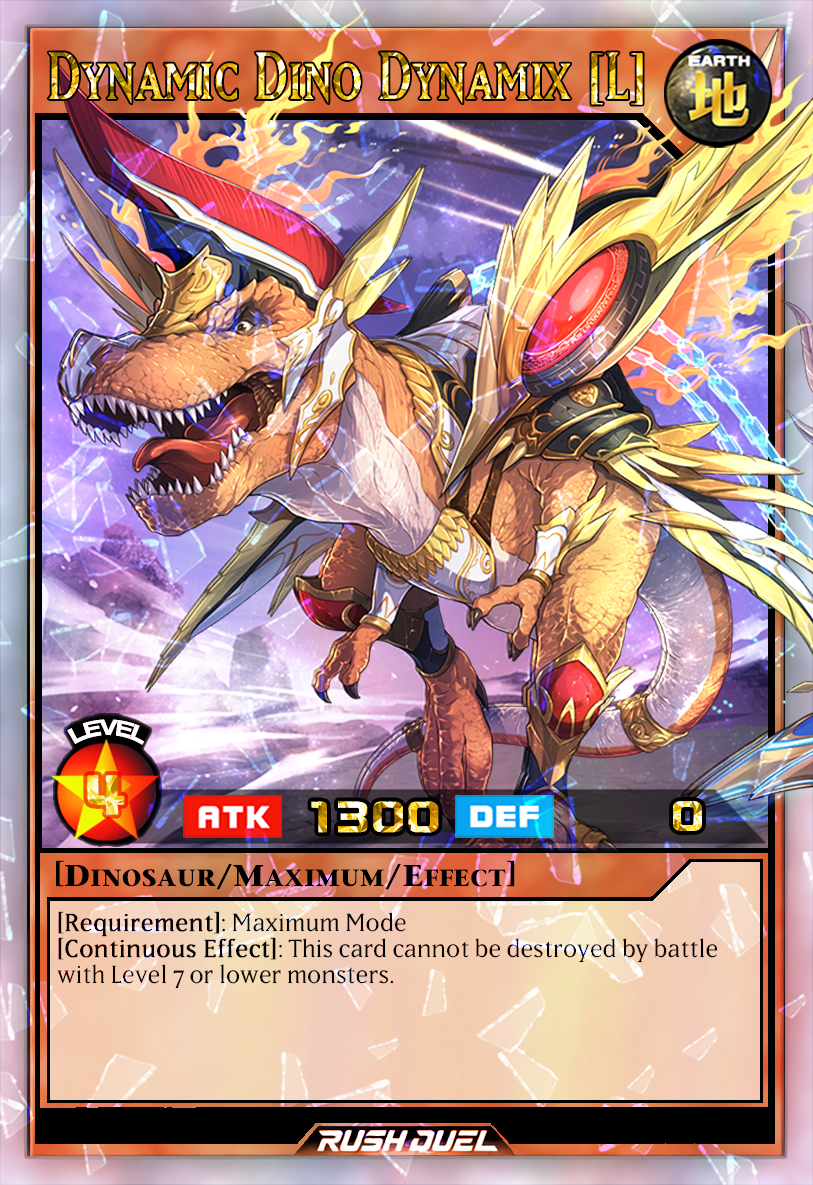 Dynamic Dino Dynamix [L]
EARTH
地
LEVEL
4
ATK 1300 DEF 0
[Dinosaur/Maximum/Effect]
[Requirement]: Maximum Mode
[Continuous Effect]: This card cannot be destroyed by battle
with Level 7 or lower monsters.
RUSH DUEL